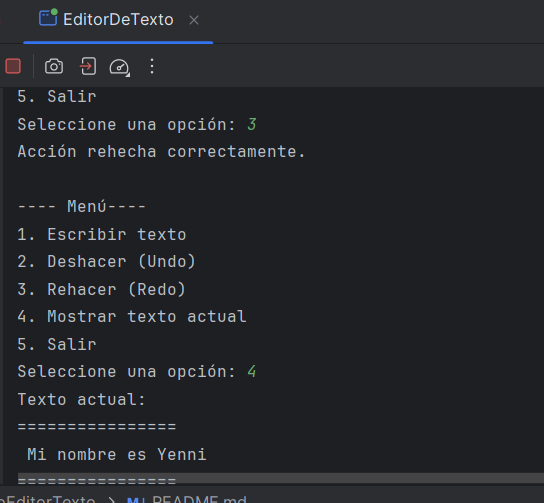 EditorDeTexto
5. Salir
Seleccione una opción: 3
Acción rehecha correctamente.
---- Menú----
1. Escribir texto
2. Deshacer (Undo)
3. Rehacer (Redo)
4. Mostrar texto actual
5. Salir
Seleccione una opción: 4
Texto actual:
================
Mi nombre es Yenni
================
eEditorTexto > M↓ README.md